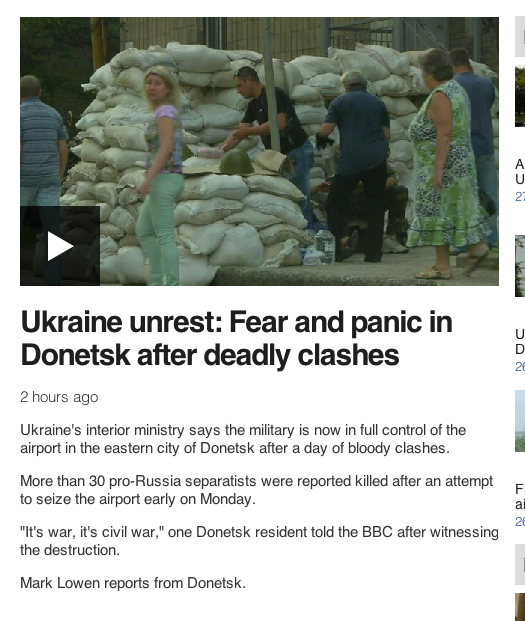 Ukraine unrest: Fear and panic in
Donetsk after deadly clashes
2 hours ago
Ukraine's interior ministry says the military is now in full control of the
airport in the eastern city of Donetsk after a day of bloody clashes.
More than 30 pro-Russia separatists were reported killed after an attempt
to seize the airport early on Monday.
"It's war, it's civil war," one Donetsk resident told the BBC after witnessing
the destruction.
Mark Lowen reports from Donetsk.